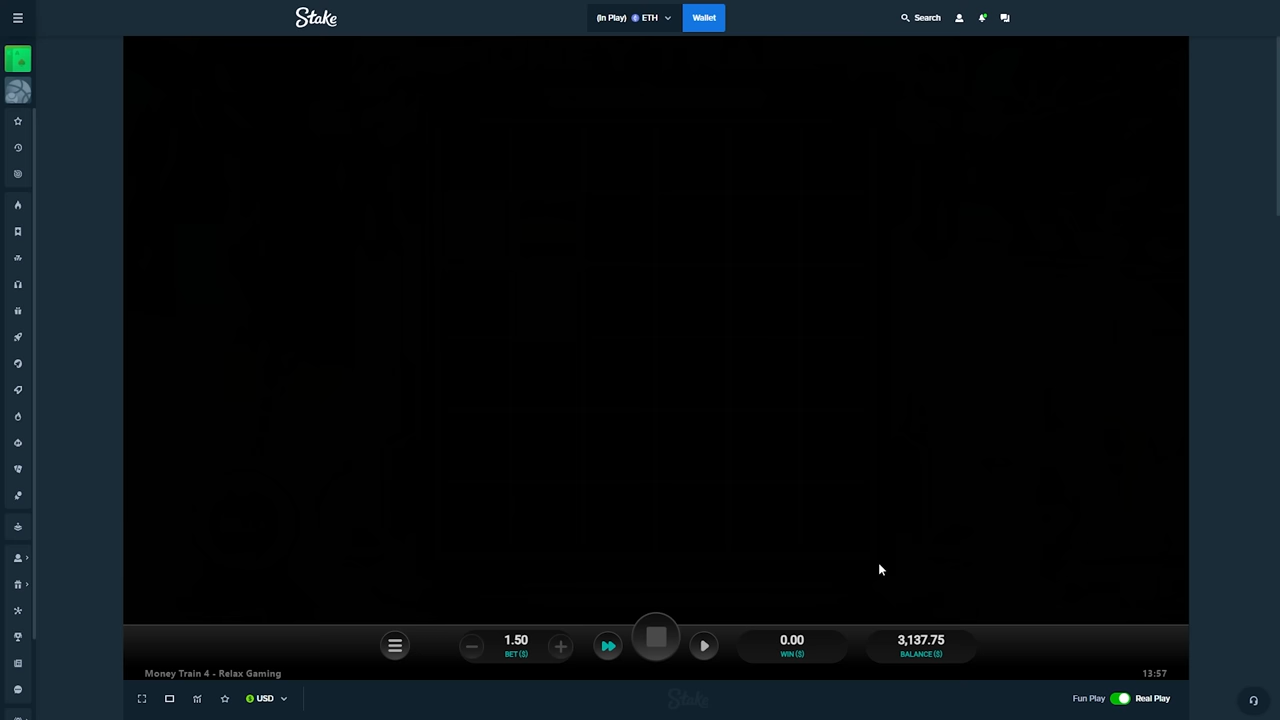 Stake
(In Play) ETH
Wallet
Search
1.50
BET ($)
0.00
WIN ($)
3,137.75
BALANCE ($)
Money Train 4 - Relax Gaming
13:57
USD
Stake
Fun Play
Real Play